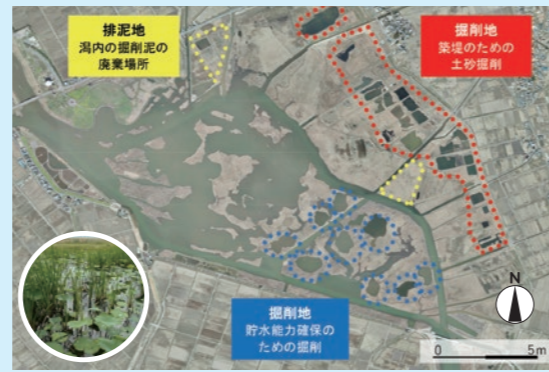 排泥地
潟内の掘削泥の
廃棄場所
掘削地
築堤のための
土砂掘削
掘削地
貯水能力確保の
ための掘削
N
0 5m